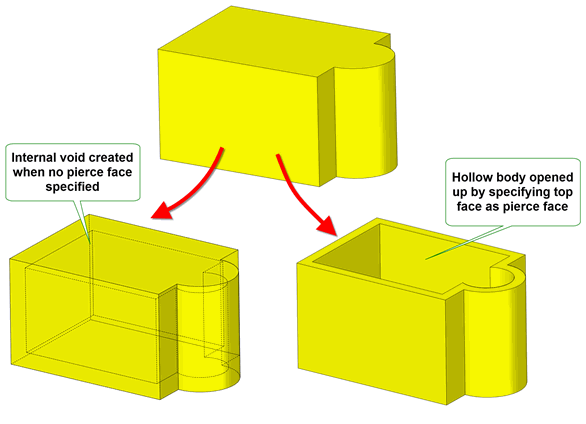 Internal void created
when no pierce face
specified
Hollow body opened
up by specifying top
face as pierce face